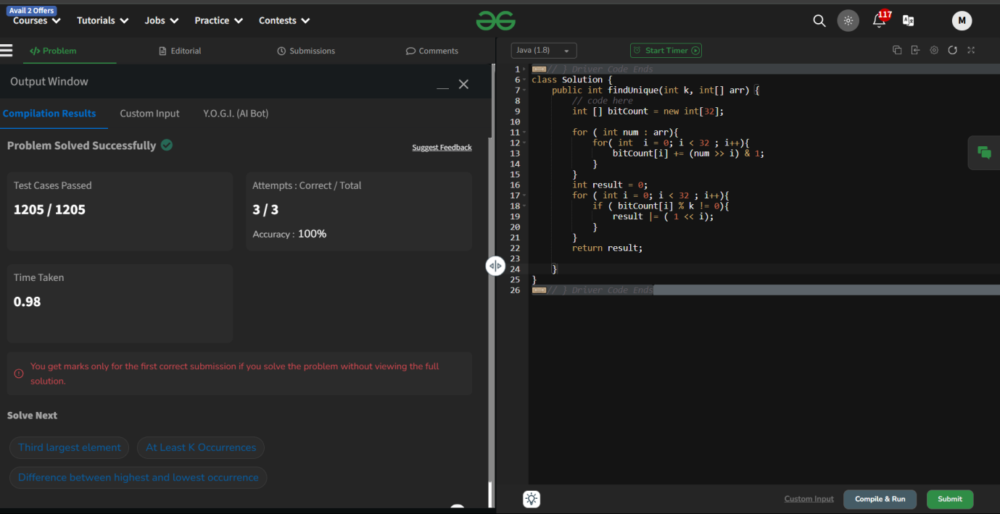 Avail 2 Offers
Courses Tutorials Jobs Practice Contests
117
M
</> Problem Editorial Submissions Comments
Output Window
Compilation Results Custom Input Y.O.G.I. (AI Bot)
Problem Solved Successfully
Suggest Feedback
Test Cases Passed
1205 / 1205
Attempts : Correct / Total
3 / 3
Accuracy : 100%
Time Taken
0.98
You get marks only for the first correct submission if you solve the problem without viewing the full
solution.
Solve Next
Third largest element At Least K Occurrences
Difference between highest and lowest occurrence
Java (1.8) Start Timer
1 // } Driver Code Ends
6 class Solution {
7 public int findUnique(int k, int[] arr) {
8 // code here
9 int [] bitCount = new int[32];
10
11 for ( int num : arr){
12 for( int  i = 0; i < 32 ; i++){
13 bitCount[i] += (num >> i) & 1;
14 }
15 }
16 int result = 0;
17 for ( int i = 0; i < 32 ; i++){
18 if ( bitCount[i] % k != 0){
19 result |= ( 1 << i);
20 }
21 }
22 return result;
23
24 }
25 }
26 // } Driver Code Ends
Custom Input Compile & Run Submit